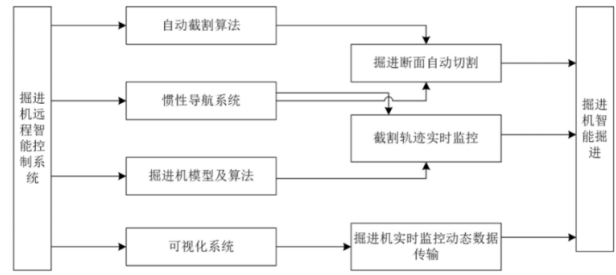 掘进
机远
程智
能控
制系
统
自动截割算法
惯性导航系统
掘进机模型及算法
可视化系统
掘进断面自动切割
截割轨迹实时监控
掘进机实时监控动态数据
传输
掘进
机智
能掘
进